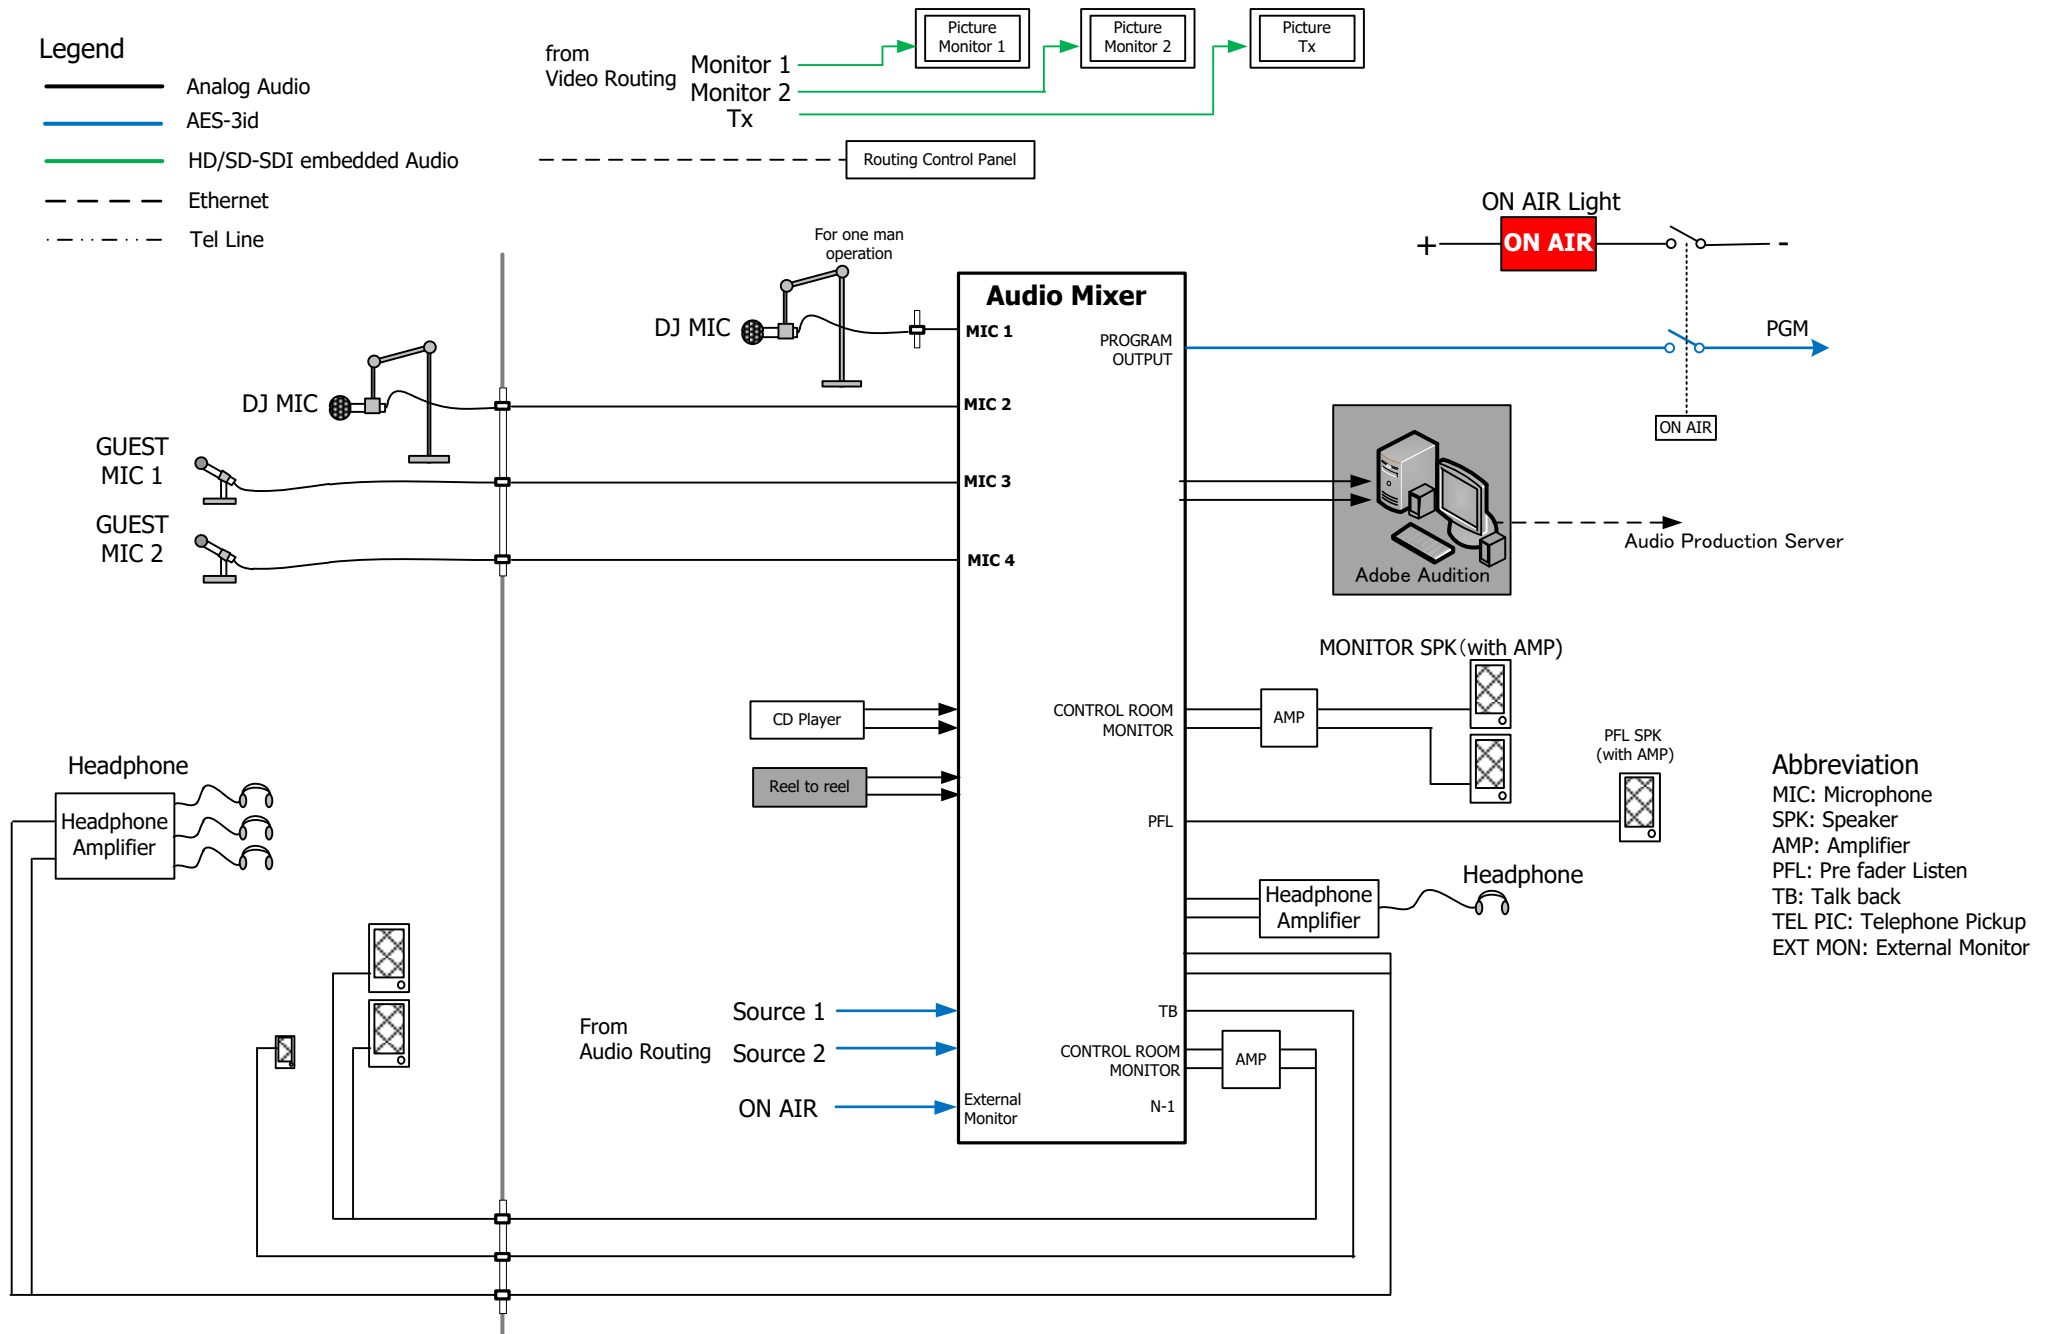 Legend
Analog Audio
AES-3id
HD/SD-SDI embedded Audio
Ethernet
Tel Line
from
Video Routing
Monitor 1
Monitor 2
Tx
Picture
Monitor 1
Picture
Monitor 2
Picture
Tx
Routing Control Panel
ON AIR Light
+
ON AIR
-
PGM
ON AIR
For one man
operation
DJ MIC
DJ MIC
GUEST
MIC 1
GUEST
MIC 2
Audio Mixer
MIC 1
MIC 2
MIC 3
MIC 4
PROGRAM
OUTPUT
Adobe Audition
Audio Production Server
MONITOR SPK(with AMP)
CONTROL ROOM
MONITOR
AMP
PFL SPK
(with AMP)
PFL
CD Player
Reel to reel
Headphone
Headphone
Amplifier
Headphone
Amplifier
Headphone
From
Audio Routing
Source 1
Source 2
ON AIR
External
Monitor
TB
CONTROL ROOM
MONITOR
AMP
N-1
Abbreviation
MIC: Microphone
SPK: Speaker
AMP: Amplifier
PFL: Pre fader Listen
TB: Talk back
TEL PIC: Telephone Pickup
EXT MON: External Monitor